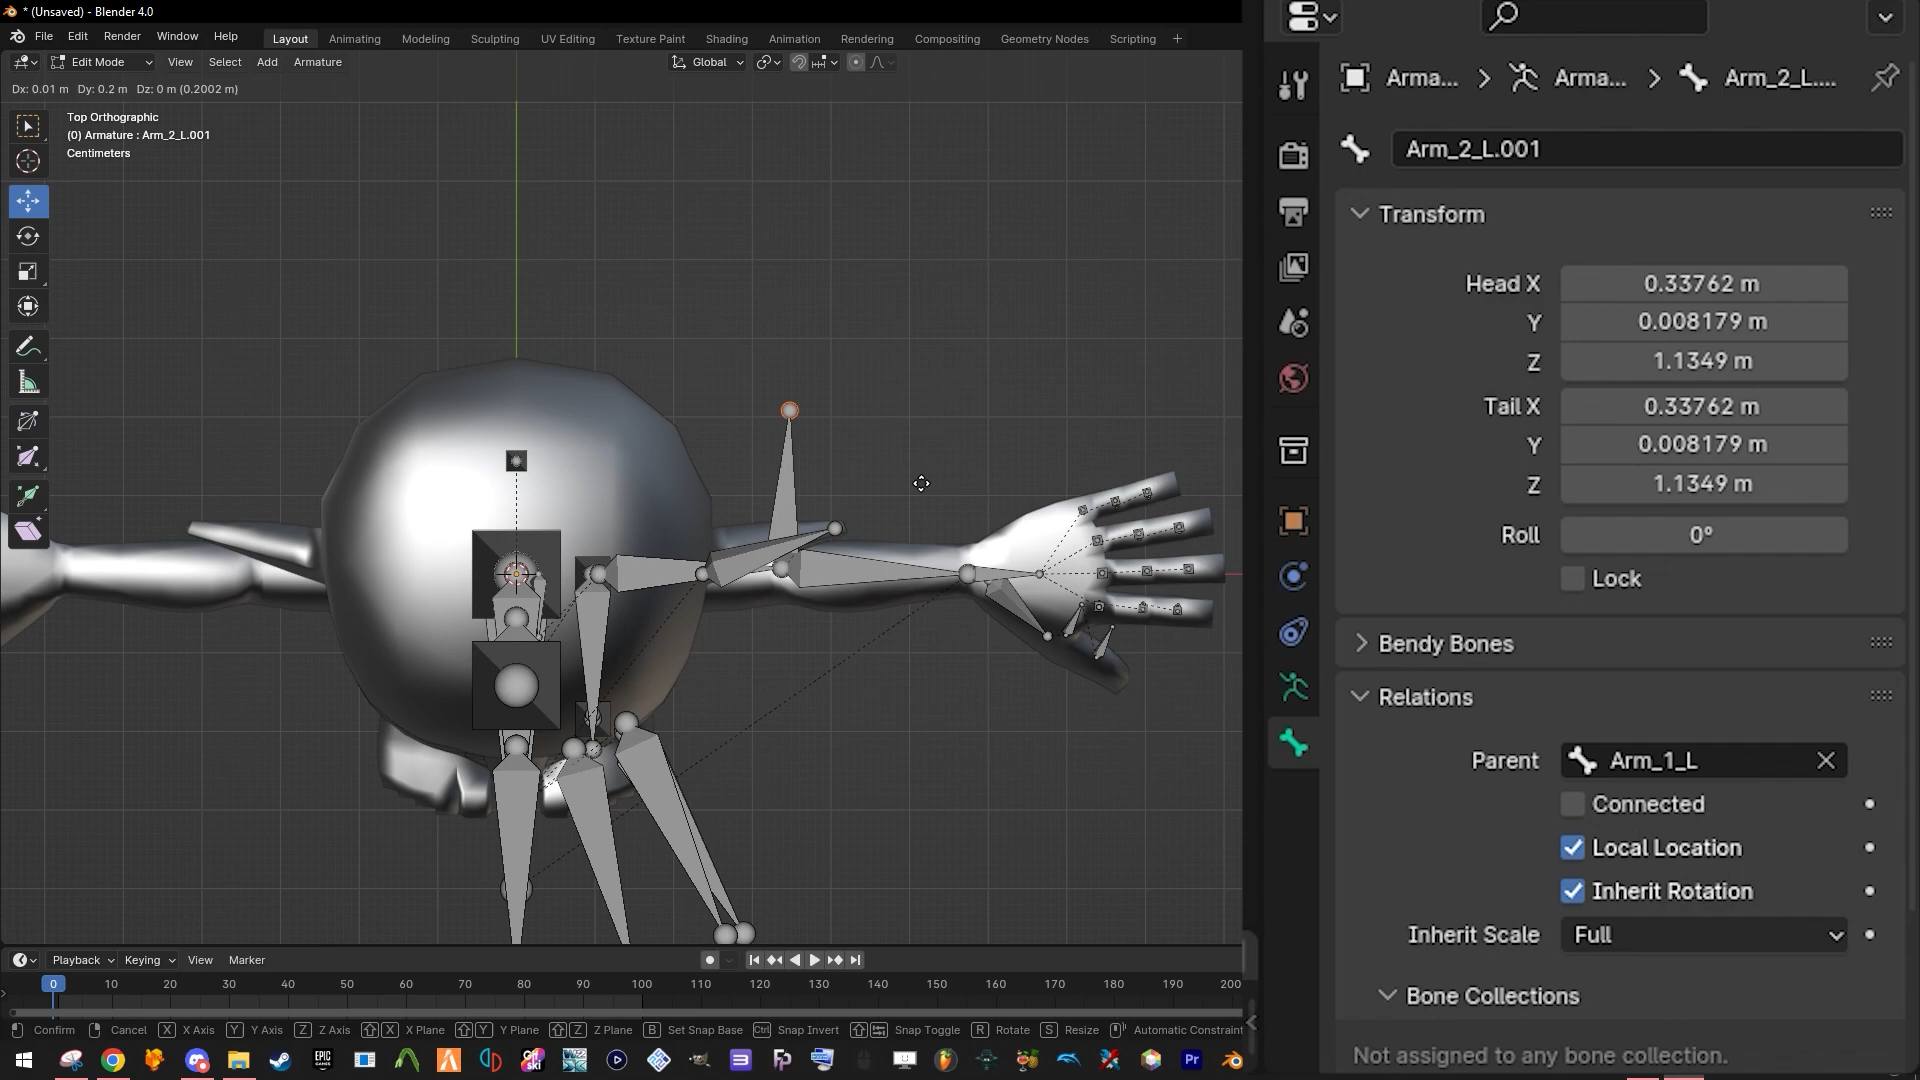 * (Unsaved) - Blender 4.0
File Edit Render Window Help Layout Animating Modeling Sculpting UV Editing Texture Paint Shading Animation Rendering Compositing Geometry Nodes Scripting +
Edit Mode View Select Add Armature Global
Dx: 0.01 m Dy: 0.2 m Dz: 0 m (0.2002 m)
Top Orthographic
(0) Armature : Arm_2_L.001
Centimeters
Playback Keying View Marker
0 10 20 30 40 50 60 70 80 90 100 110 120 130 140 150 160 170 180 190 200
Confirm Cancel X X Axis Y Y Axis Z Z Axis X X Plane Y Y Plane Z Z Plane B Set Snap Base Ctrl Snap Invert Snap Toggle R Rotate S Resize Automatic Constraint
EPIC GAMES Pr
Arma... Arma... Arm_2_L....
Arm_2_L.001
Transform
Head X 0.33762 m
Y 0.008179 m
Z 1.1349 m
Tail X 0.33762 m
Y 0.008179 m
Z 1.1349 m
Roll 0°
Lock
Bendy Bones
Relations
Parent Arm_1_L
Connected
Local Location
Inherit Rotation
Inherit Scale Full
Bone Collections
Not assigned to any bone collection.